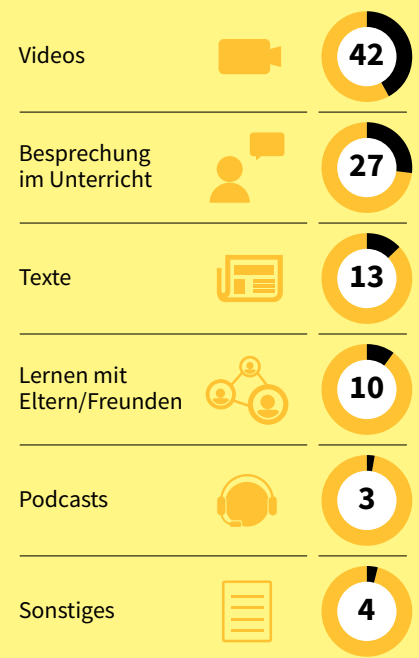 Videos
42
Besprechung
im Unterricht
27
Texte
13
Lernen mit
Eltern/Freunden
10
Podcasts
3
Sonstiges
4